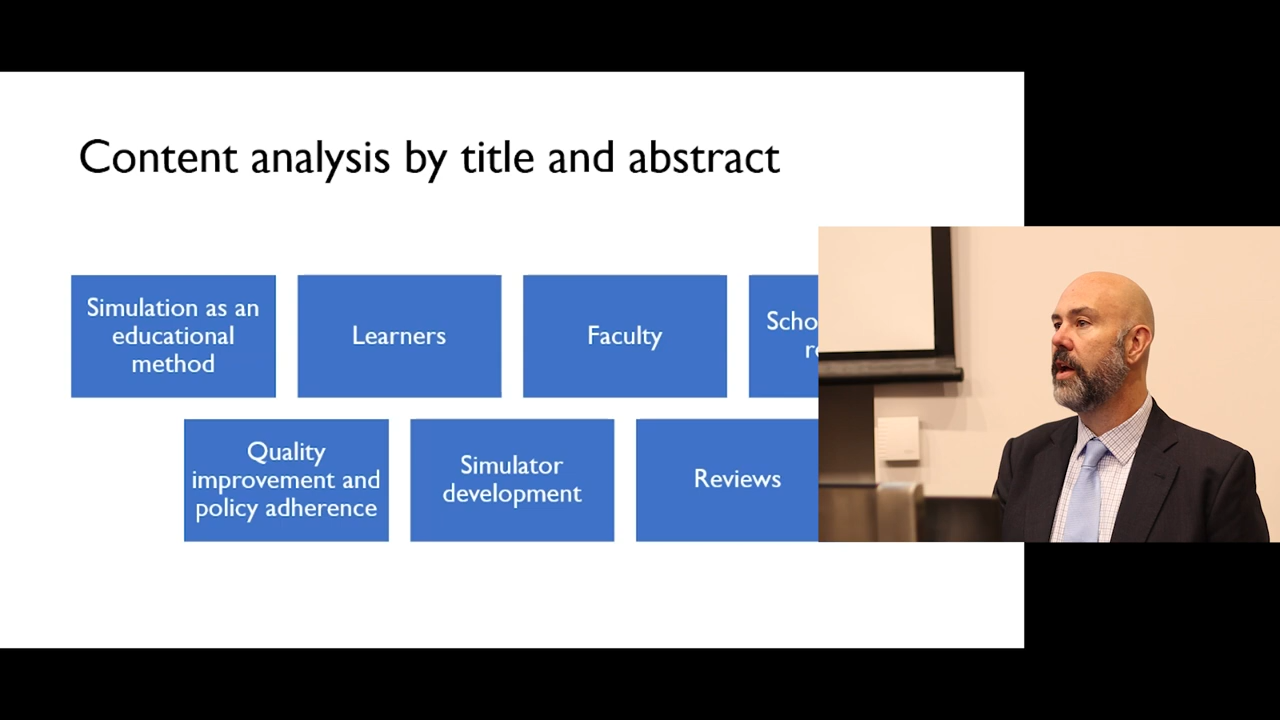 Content analysis by title and abstract
Simulation as an
educational
method
Learners
Faculty
Quality
improvement and
policy adherence
Simulator
development
Reviews